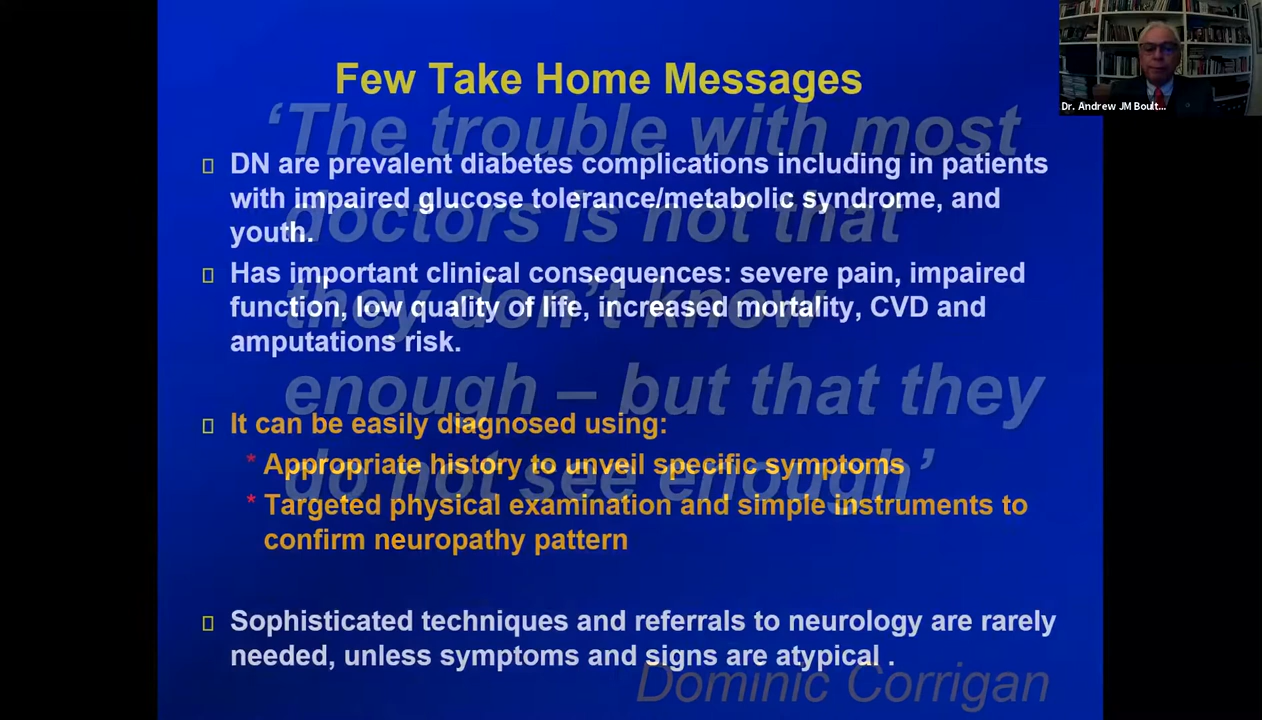 Few Take Home Messages
DN are prevalent diabetes complications including in patients
with impaired glucose tolerance/metabolic syndrome, and
youth.
Has important clinical consequences: severe pain, impaired
function, low quality of life, increased mortality, CVD and
amputations risk.
It can be easily diagnosed using:
* Appropriate history to unveil specific symptoms
* Targeted physical examination and simple instruments to
confirm neuropathy pattern
Sophisticated techniques and referrals to neurology are rarely
needed, unless symptoms and signs are atypical .
‘The trouble with most
doctors is not that
they don’t know
enough – but that they
do not see enough’
Dominic Corrigan
Dr. Andrew JM Boult...